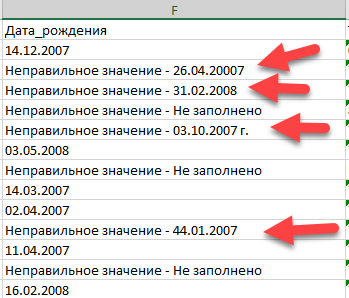 F
Дата_рождения
14.12.2007
Неправильное значение - 26.04.20007
Неправильное значение - 31.02.2008
Неправильное значение - Не заполнено
Неправильное значение - 03.10.2007 г.
03.05.2008
Неправильное значение - Не заполнено
14.03.2007
02.04.2007
Неправильное значение - 44.01.2007
11.04.2007
Неправильное значение - Не заполнено
16.02.2008